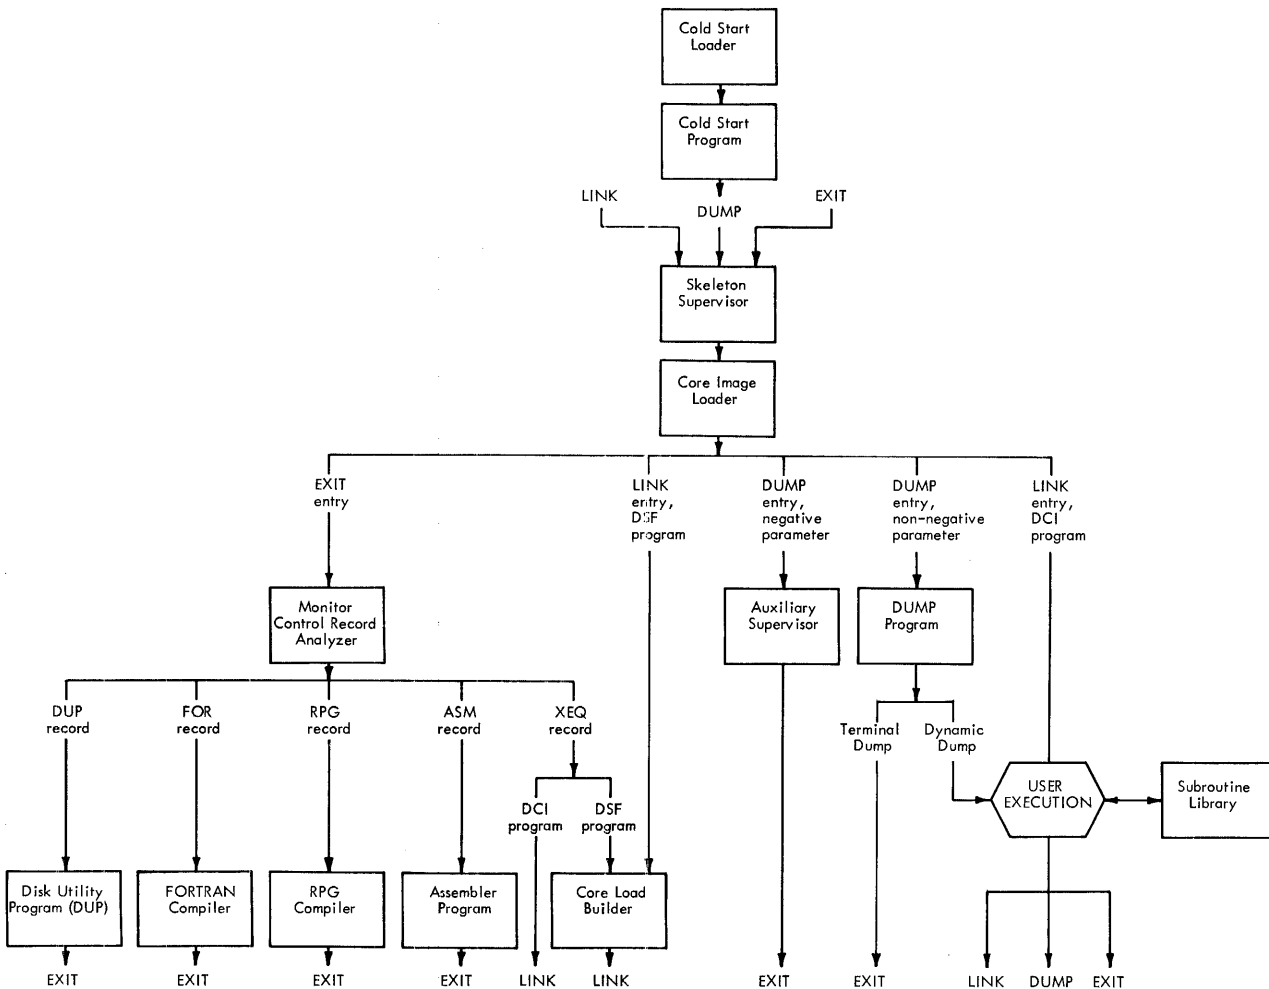 Cold Start
Loader
Cold Start
Program
LINK
DUMP
EXIT
Skeleton
Supervisor
Core Image
Loader
EXIT
entry
LINK
entry,
DSF
program
DUMP
entry,
negative
parameter
DUMP
entry,
non-negative
parameter
LINK
entry,
DCI
program
Monitor
Control Record
Analyzer
Auxiliary
Supervisor
DUMP
Program
DUP
record
FOR
record
RPG
record
ASM
record
XEQ
record
Terminal
Dump
Dynamic
Dump
DCI
program
DSF
program
USER
EXECUTION
Subroutine
Library
Disk Utility
Program (DUP)
FORTRAN
Compiler
RPG
Compiler
Assembler
Program
Core Load
Builder
EXIT
EXIT
EXIT
EXIT
LINK
LINK
EXIT
EXIT
LINK
DUMP
EXIT